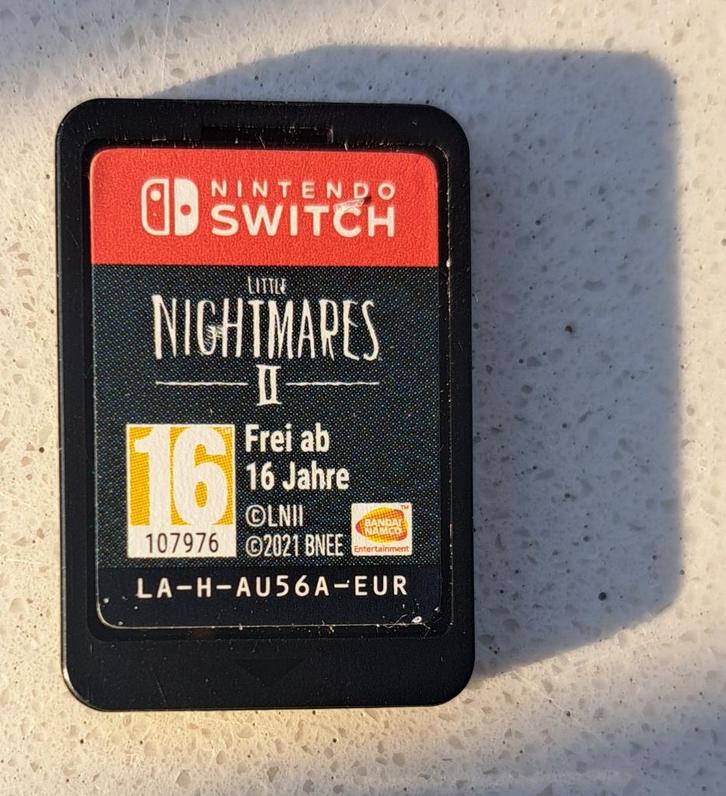 NINTENDO
SWITCH
LITTLE
NIGHTMARES
II
16
107976
Frei ab
16 Jahre
©LNII
©2021 BNEE
BANDAI
NAMCO
Entertainment
TM
LA-H-AU56A-EUR